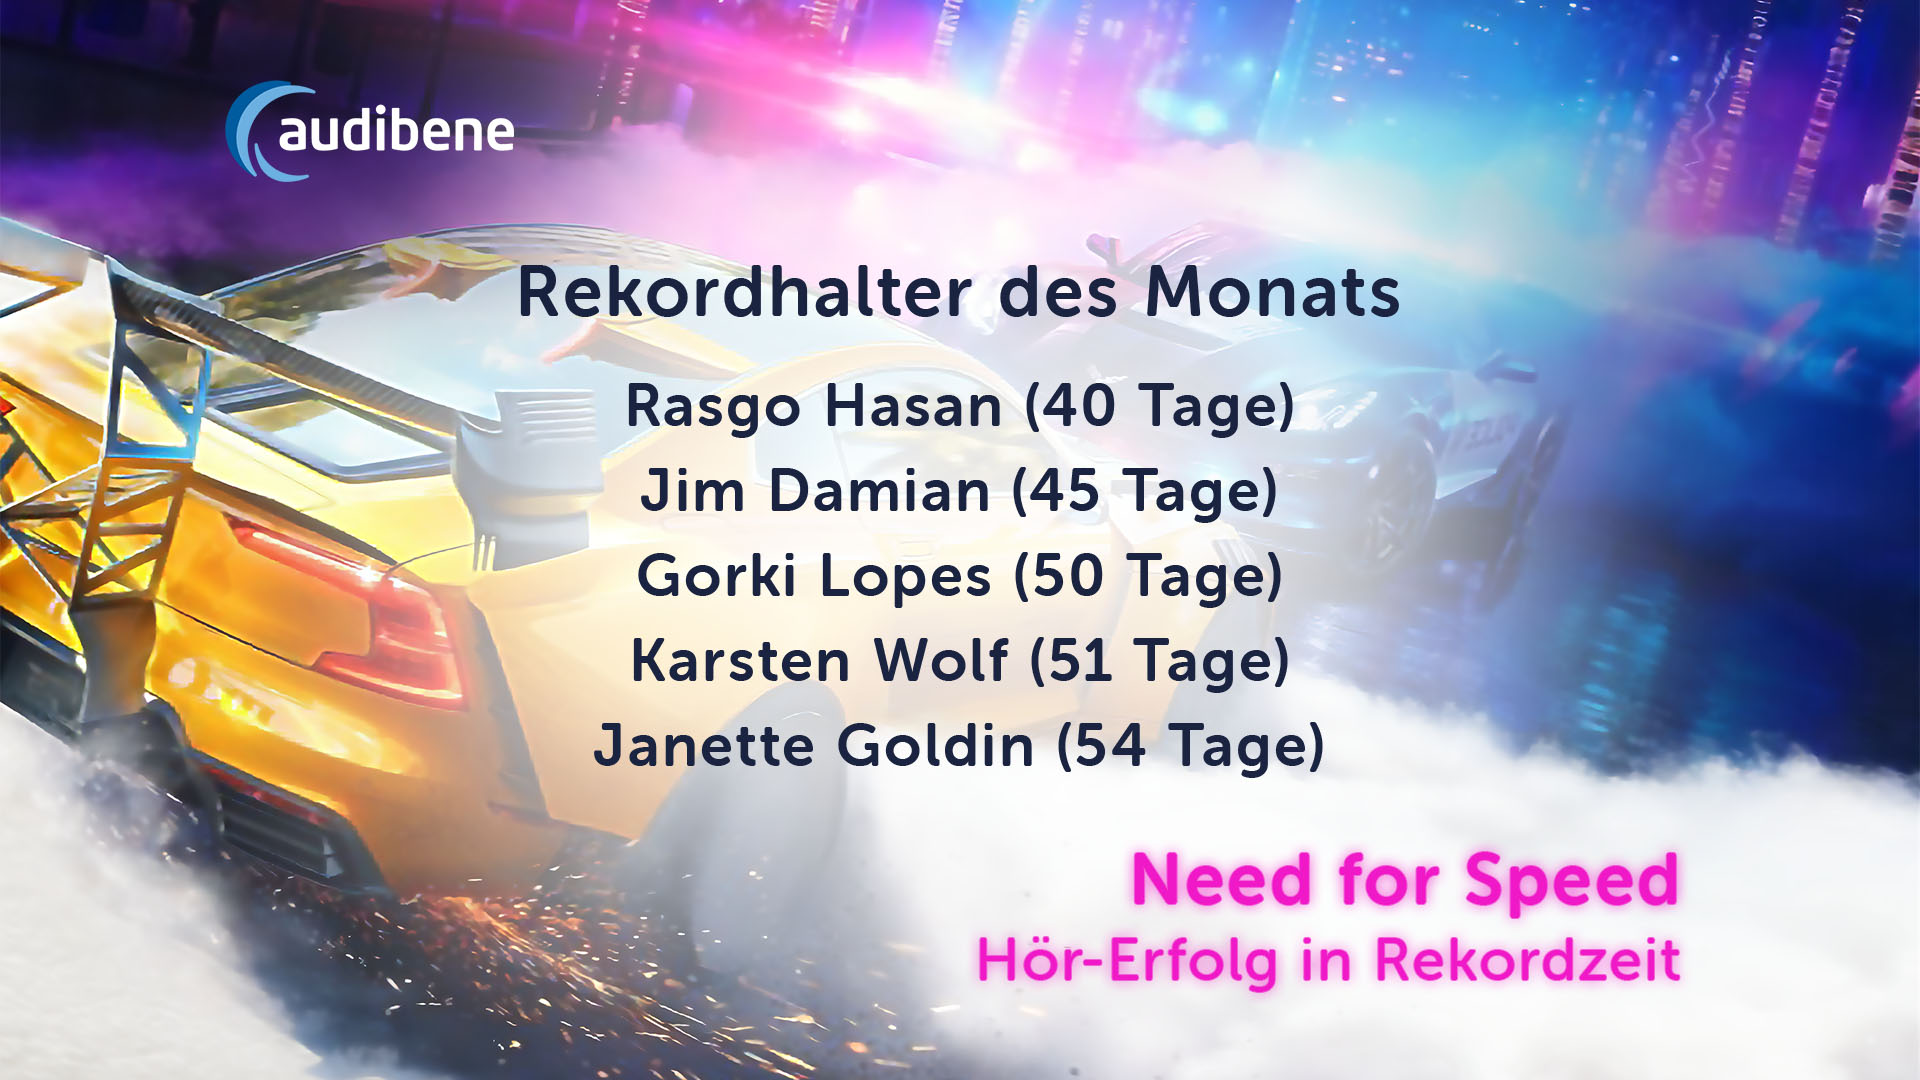 audibene
Rekordhalter des Monats
Rasgo Hasan (40 Tage)
Jim Damian (45 Tage)
Gorki Lopes (50 Tage)
Karsten Wolf (51 Tage)
Janette Goldin (54 Tage)
Need for Speed
Hör-Erfolg in Rekordzeit